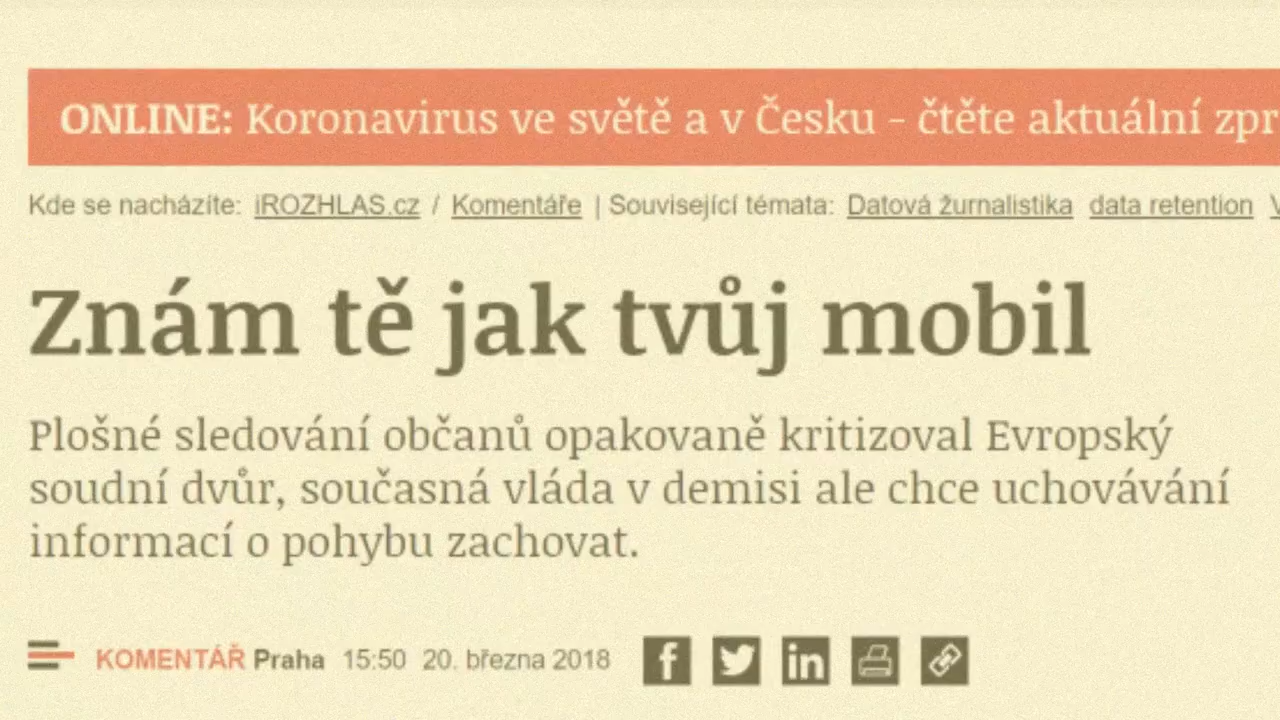 ONLINE: Koronavirus ve světě a v Česku - čtěte aktuální zpr
Kde se nacházíte: iROZHLAS.cz / Komentáře | Související témata: Datová žurnalistika data retention
Znám tě jak tvůj mobil
Plošné sledování občanů opakovaně kritizoval Evropský
soudní dvůr, současná vláda v demisi ale chce uchovávání
informací o pohybu zachovat.
KOMENTÁŘ Praha 15:50 20. března 2018